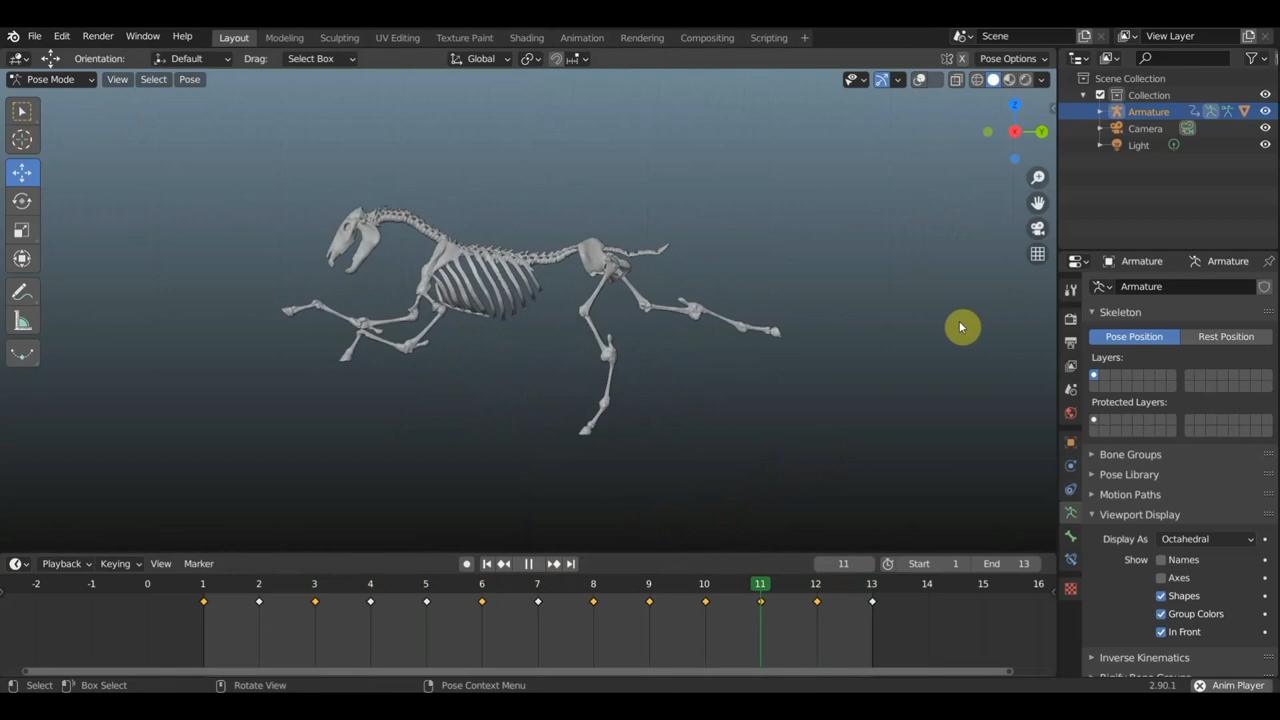 File Edit Render Window Help Layout Modeling Sculpting UV Editing Texture Paint Shading Animation Rendering Compositing Scripting + Scene View Layer
Orientation: Default Drag: Select Box Global X Pose Options
Pose Mode View Select Pose
Scene Collection
Collection
Armature
Camera
Light
Z
X Y
Armature Armature
Armature
Skeleton
Pose Position Rest Position
Layers:
Protected Layers:
Bone Groups
Pose Library
Motion Paths
Viewport Display
Display As Octahedral
Show Names
Axes
Shapes
Group Colors
In Front
Inverse Kinematics
Playback Keying View Marker 11 Start 1 End 13
-2 -1 0 1 2 3 4 5 6 7 8 9 10 11 12 13 14 15 16
Select Box Select Rotate View Pose Context Menu 2.90.1 Anim Player